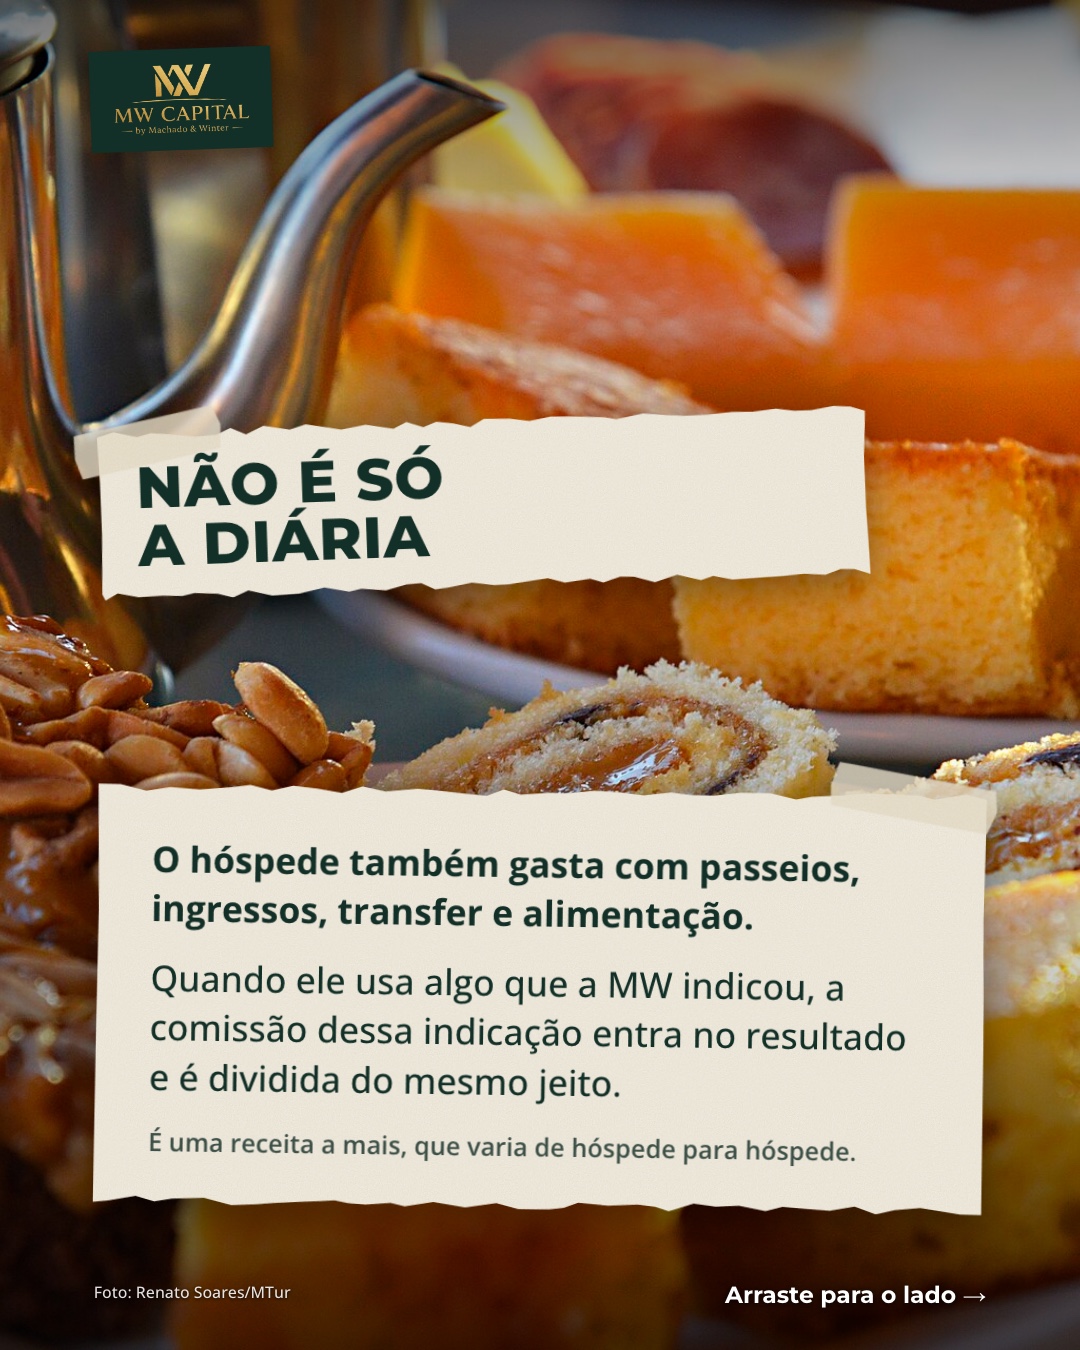 MW CAPITAL
by Machado & Winter
NÃO É SÓ
A DIÁRIA
O hóspede também gasta com passeios,
ingressos, transfer e alimentação.
Quando ele usa algo que a MW indicou, a
comissão dessa indicação entra no resultado
e é dividida do mesmo jeito.
É uma receita a mais, que varia de hóspede para hóspede.
Foto: Renato Soares/MTur
Arraste para o lado →